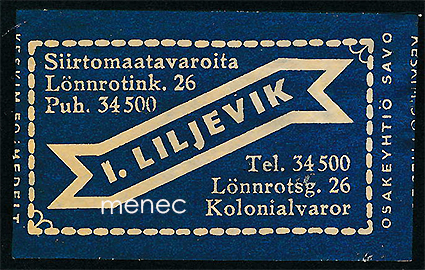 Siirtomaatavaroita
Lönnrotink. 26
Puh. 34500
I. LILJEVIK
Tel. 34500
Lönnrotsg. 26
Kolonialvaror
OSAKEYHTIÖ SAVO
menec